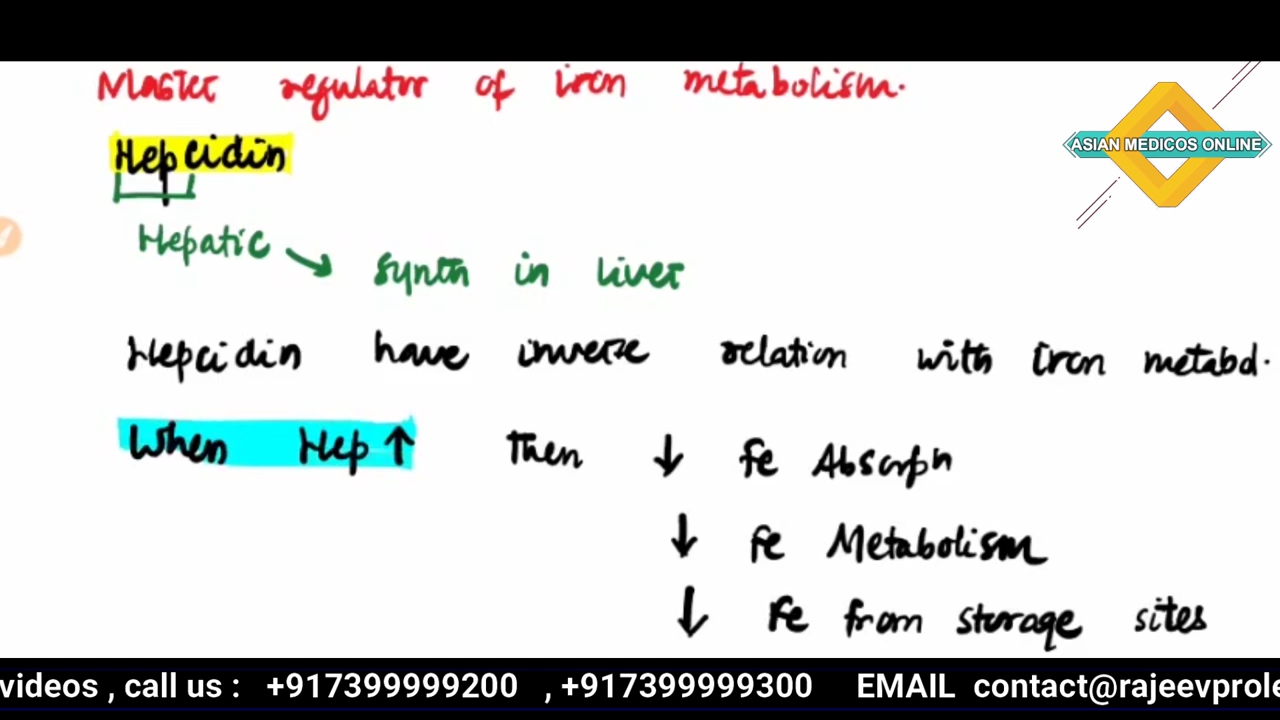 Master regulator of iron metabolism.
ASIAN MEDICOS ONLINE
Hepcidin
Hepatic → synth in liver
Hepcidin have inverse relation with iron metabol.
When Hep ↑ Then ↓ Fe Absorpn
↓ Fe Metabolism
↓ Fe from storage sites
videos , call us : +917399999200 , +917399999300 EMAIL contact@rajeevprole